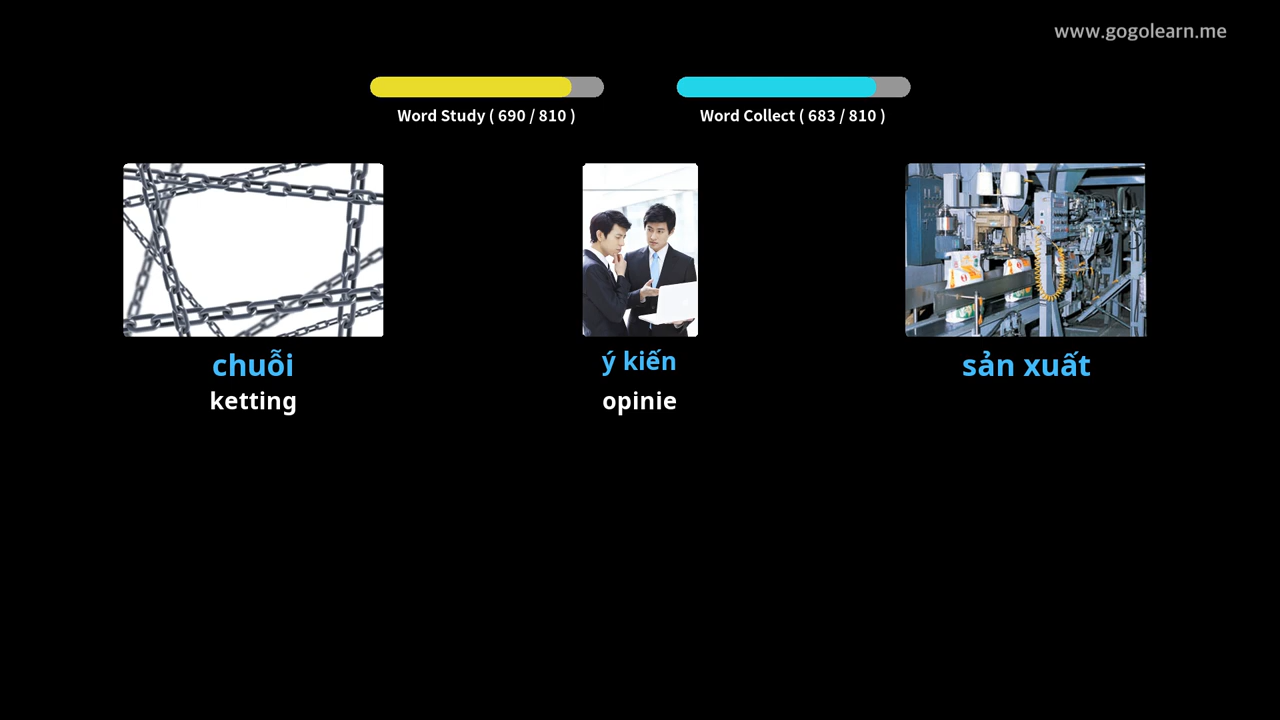 www.gogolearn.me
Word Study ( 690 / 810 )
Word Collect ( 683 / 810 )
chuỗi
ketting
ý kiến
opinie
sản xuất